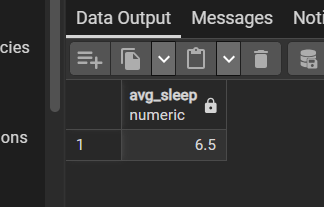 Data Output Messages Noti
cies
avg_sleep
numeric
1 6.5
ons